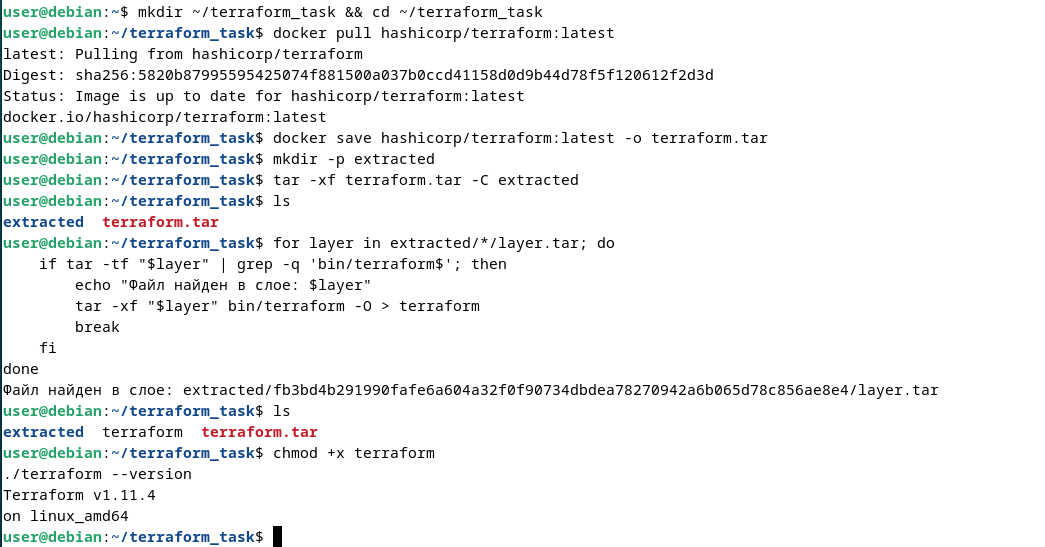 user@debian:~$ mkdir ~/terraform_task && cd ~/terraform_task
user@debian:~/terraform_task$ docker pull hashicorp/terraform:latest
latest: Pulling from hashicorp/terraform
Digest: sha256:5820b87995595425074f881500a037b0ccd41158d0d9b44d78f5f120612f2d3d
Status: Image is up to date for hashicorp/terraform:latest
docker.io/hashicorp/terraform:latest
user@debian:~/terraform_task$ docker save hashicorp/terraform:latest -o terraform.tar
user@debian:~/terraform_task$ mkdir -p extracted
user@debian:~/terraform_task$ tar -xf terraform.tar -C extracted
user@debian:~/terraform_task$ ls
extracted  terraform.tar
user@debian:~/terraform_task$ for layer in extracted/*/layer.tar; do
    if tar -tf "$layer" | grep -q 'bin/terraform$'; then
        echo "Файл найден в слое: $layer"
        tar -xf "$layer" bin/terraform -O > terraform
        break
    fi
done
Файл найден в слое: extracted/fb3bd4b291990fafe6a604a32f0f90734dbdea78270942a6b065d78c856ae8e4/layer.tar
user@debian:~/terraform_task$ ls
extracted  terraform  terraform.tar
user@debian:~/terraform_task$ chmod +x terraform
./terraform --version
Terraform v1.11.4
on linux_amd64
user@debian:~/terraform_task$